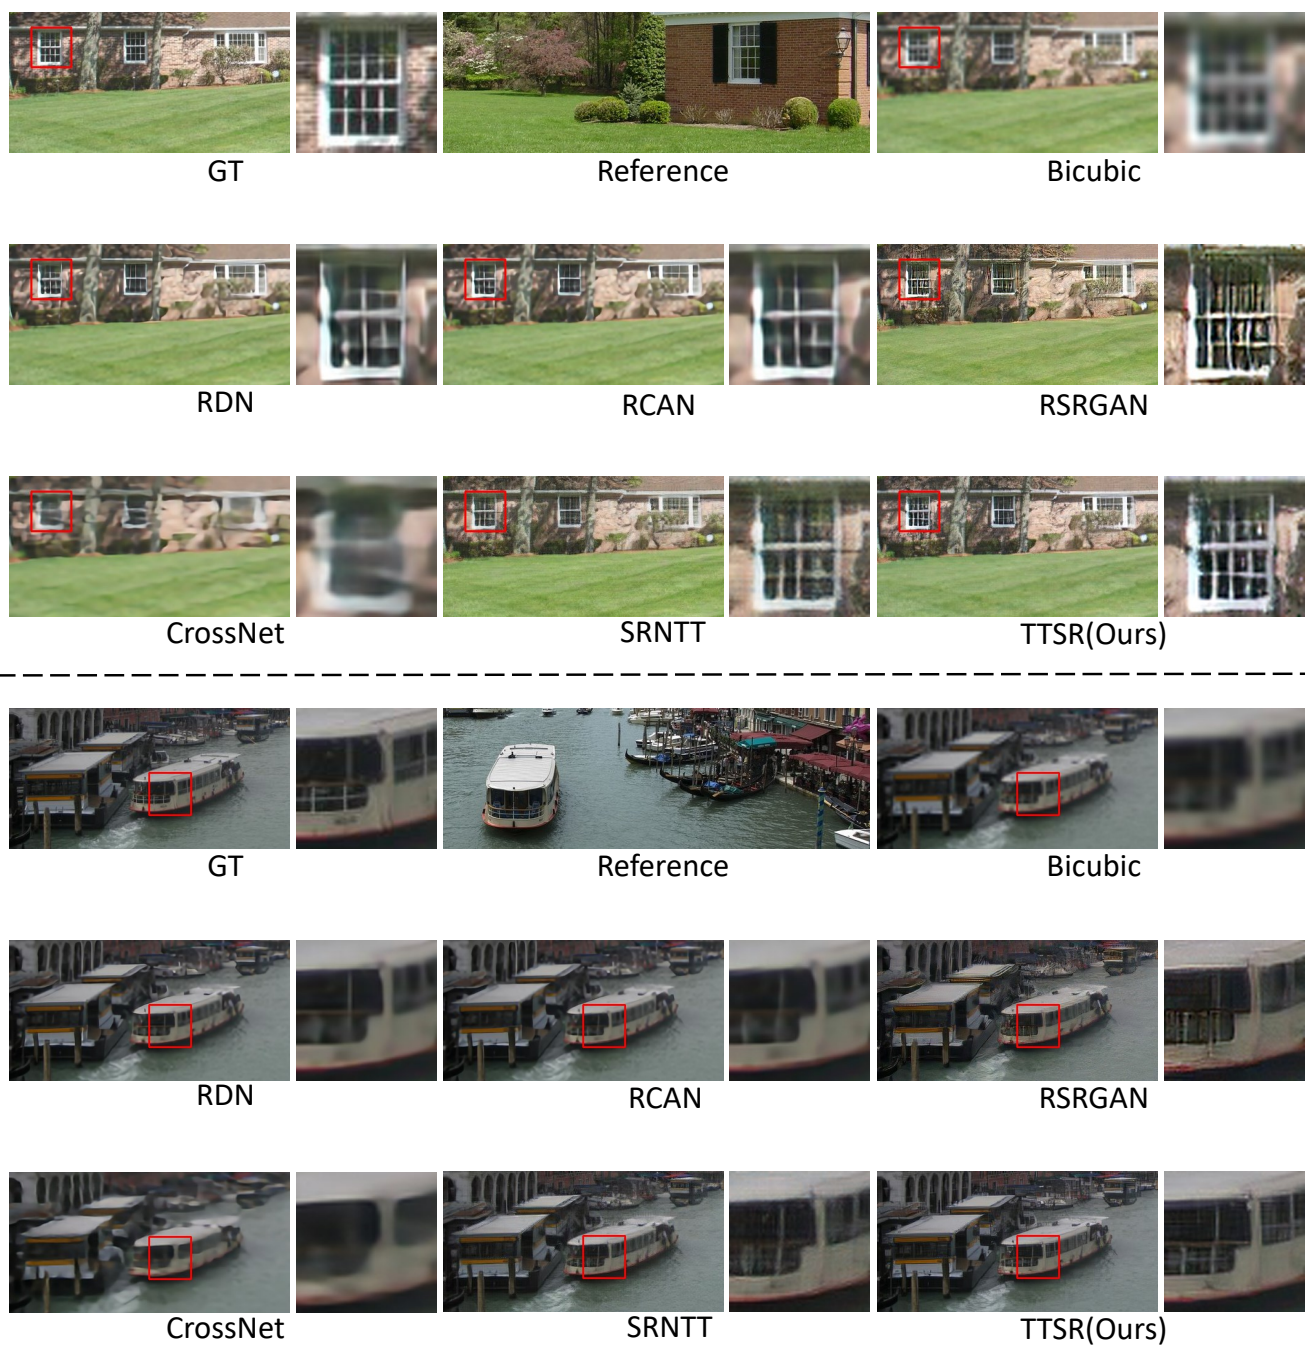 GT
Reference
Bicubic
RDN
RCAN
RSRGAN
CrossNet
SRNTT
TTSR(Ours)
GT
Reference
Bicubic
RDN
RCAN
RSRGAN
CrossNet
SRNTT
TTSR(Ours)